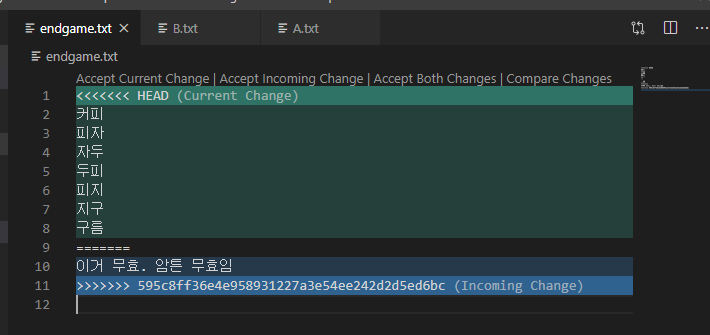 endgame.txt × B.txt A.txt ...
endgame.txt
Accept Current Change | Accept Incoming Change | Accept Both Changes | Compare Changes
1 <<<<<<< HEAD (Current Change)
2 커피
3 피자
4 자두
5 두피
6 피지
7 지구
8 구름
9 =======
10 이거 무효. 암튼 무효임
11 >>>>>>> 595c8ff36e4e958931227a3e54ee242d2d5ed6bc (Incoming Change)
12